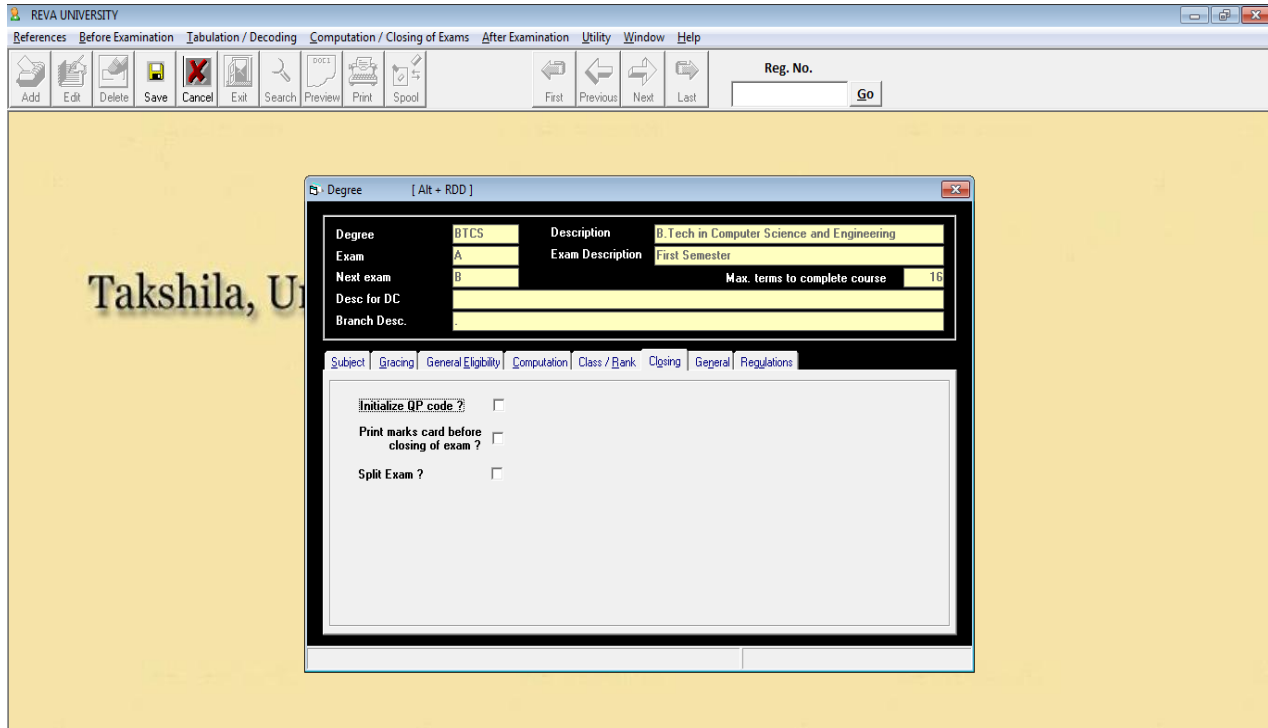 REVA UNIVERSITY
References Before Examination Tabulation / Decoding Computation / Closing of Exams After Examination Utility Window Help
DOC1
Reg. No.
Add Edit Delete Save Cancel Exit Search Preview Print Spool First Previous Next Last Go
Degree [ Alt + RDD ]
Degree BTCS Description B.Tech in Computer Science and Engineering
Exam A Exam Description First Semester
Next exam B Max. terms to complete course 16
Desc for DC
Branch Desc. .
Takshila,
Subject Gracing General Eligibility Computation Class / Rank Closing General Regulations
Initialize QP code ?
Print marks card before
closing of exam ?
Split Exam ?